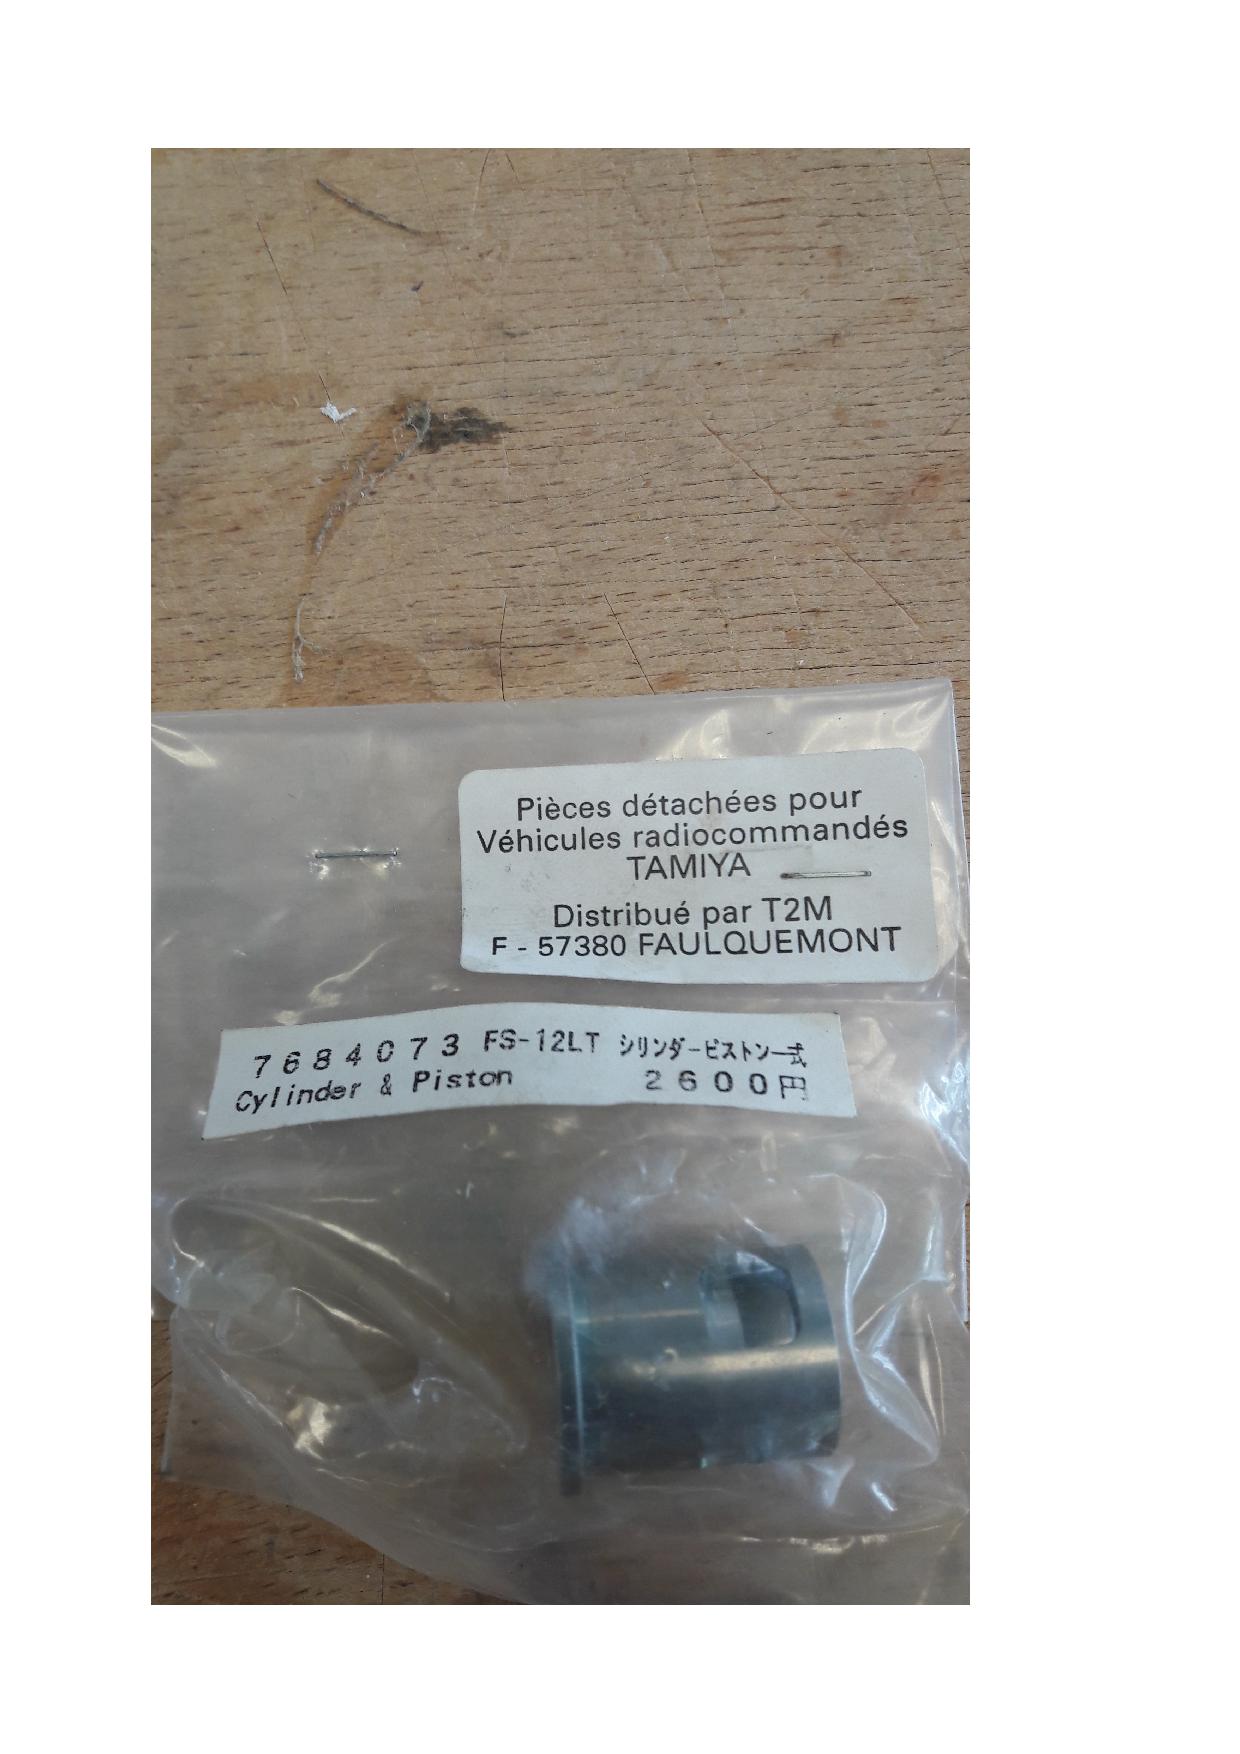 Pièces détachées pour
Véhicules radiocommandés
TAMIYA
Distribué par T2M
F - 57380 FAULQUEMONT
7684073 FS-12LT シリンダーピストン一式
Cylinder & Piston 2600円